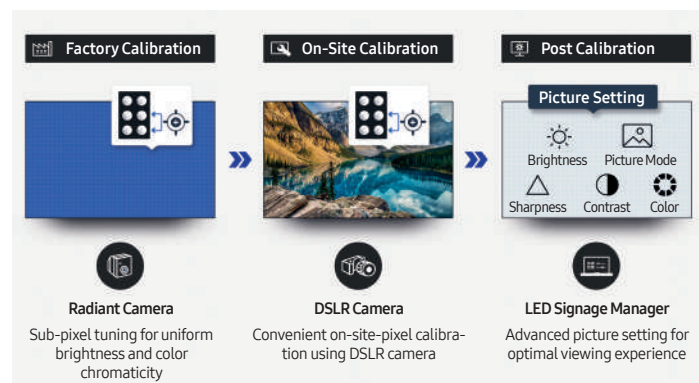 Factory Calibration
On-Site Calibration
Post Calibration
Picture Setting
Brightness
Picture Mode
Sharpness
Contrast
Color
Radiant Camera
Sub-pixel tuning for uniform
brightness and color
chromaticity
DSLR Camera
Convenient on-site-pixel calibra-
tion using DSLR camera
LED Signage Manager
Advanced picture setting for
optimal viewing experience